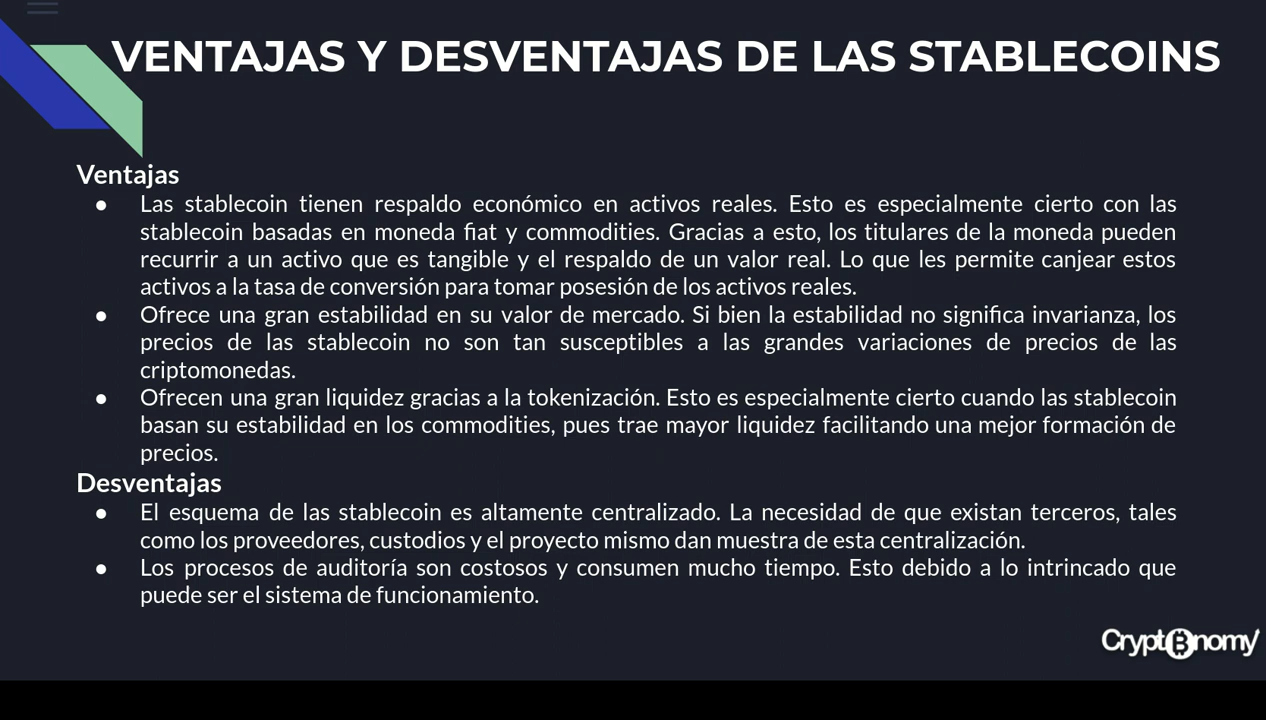 VENTAJAS Y DESVENTAJAS DE LAS STABLECOINS
Ventajas
● Las stablecoin tienen respaldo económico en activos reales. Esto es especialmente cierto con las
stablecoin basadas en moneda fiat y commodities. Gracias a esto, los titulares de la moneda pueden
recurrir a un activo que es tangible y el respaldo de un valor real. Lo que les permite canjear estos
activos a la tasa de conversión para tomar posesión de los activos reales.
● Ofrece una gran estabilidad en su valor de mercado. Si bien la estabilidad no significa invarianza, los
precios de las stablecoin no son tan susceptibles a las grandes variaciones de precios de las
criptomonedas.
● Ofrecen una gran liquidez gracias a la tokenización. Esto es especialmente cierto cuando las stablecoin
basan su estabilidad en los commodities, pues trae mayor liquidez facilitando una mejor formación de
precios.
Desventajas
● El esquema de las stablecoin es altamente centralizado. La necesidad de que existan terceros, tales
como los proveedores, custodios y el proyecto mismo dan muestra de esta centralización.
● Los procesos de auditoría son costosos y consumen mucho tiempo. Esto debido a lo intrincado que
puede ser el sistema de funcionamiento.
Crypt₿nomy